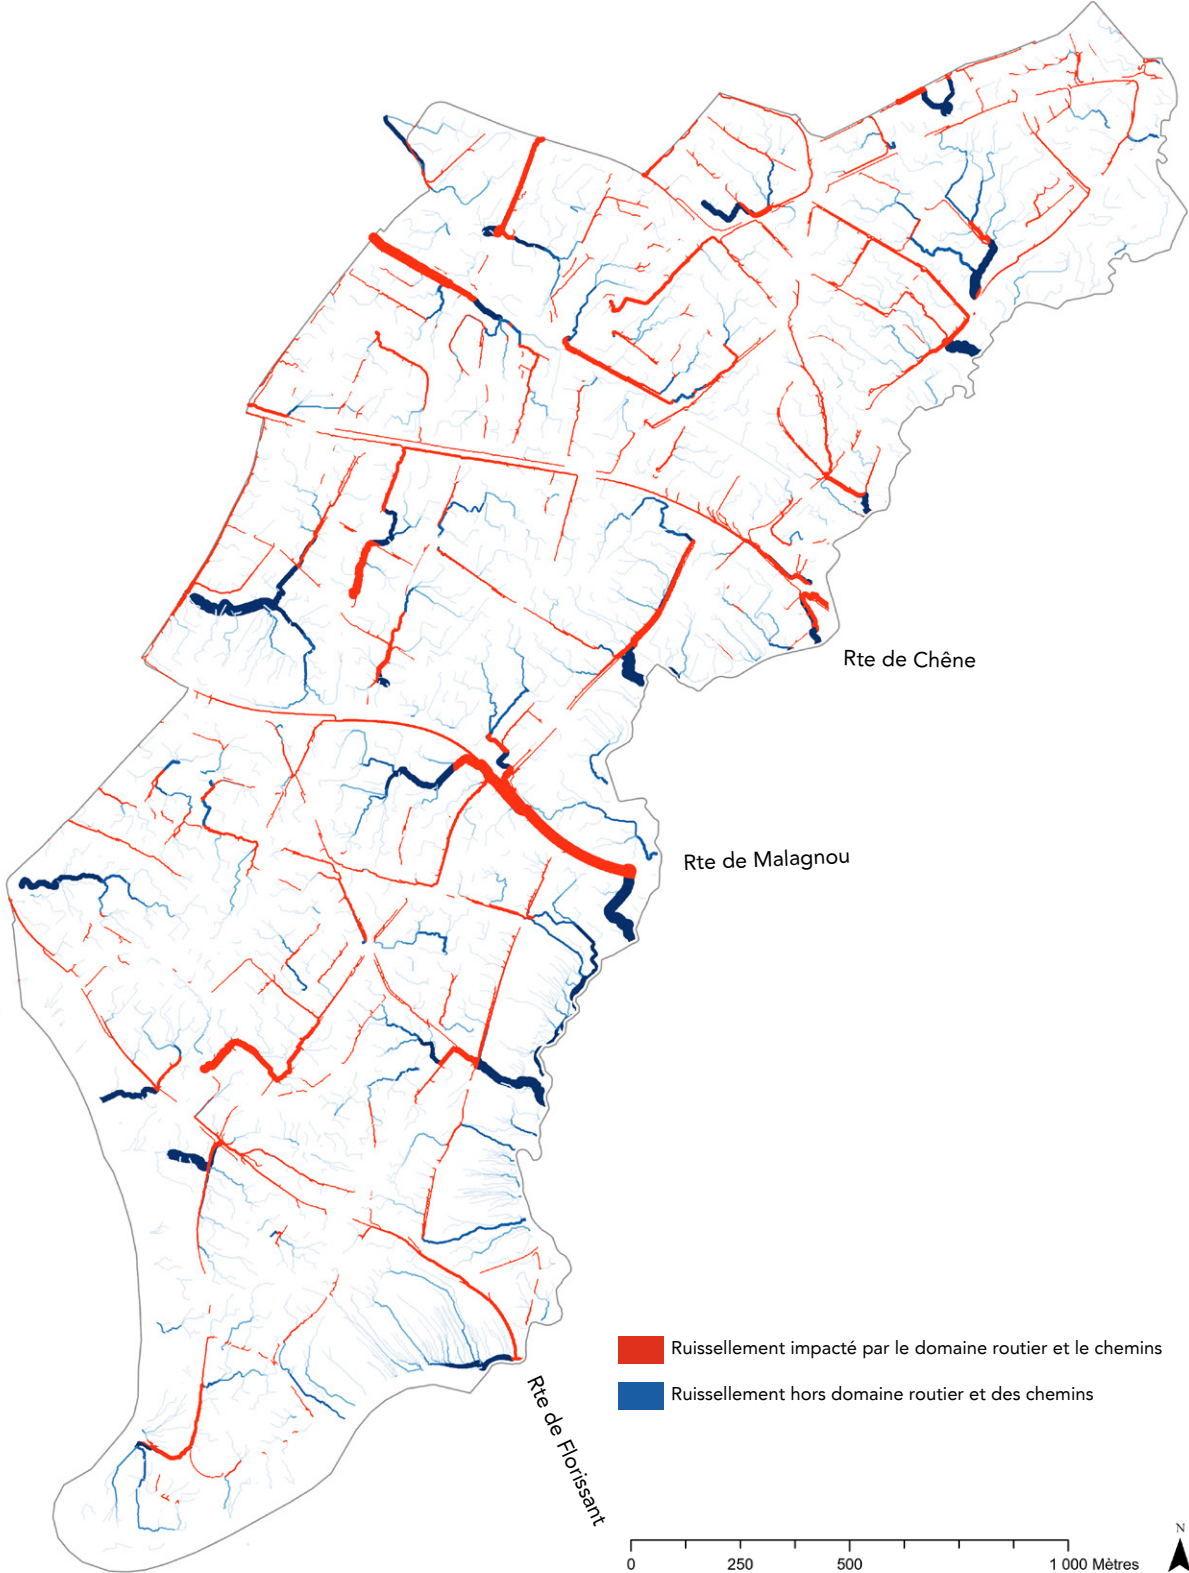 Rte de Chêne
Rte de Malagnou
Rte de Florissant
Ruissellement impacté par le domaine routier et le chemins
Ruissellement hors domaine routier et des chemins
N
0 250 500 1 000 Mètres